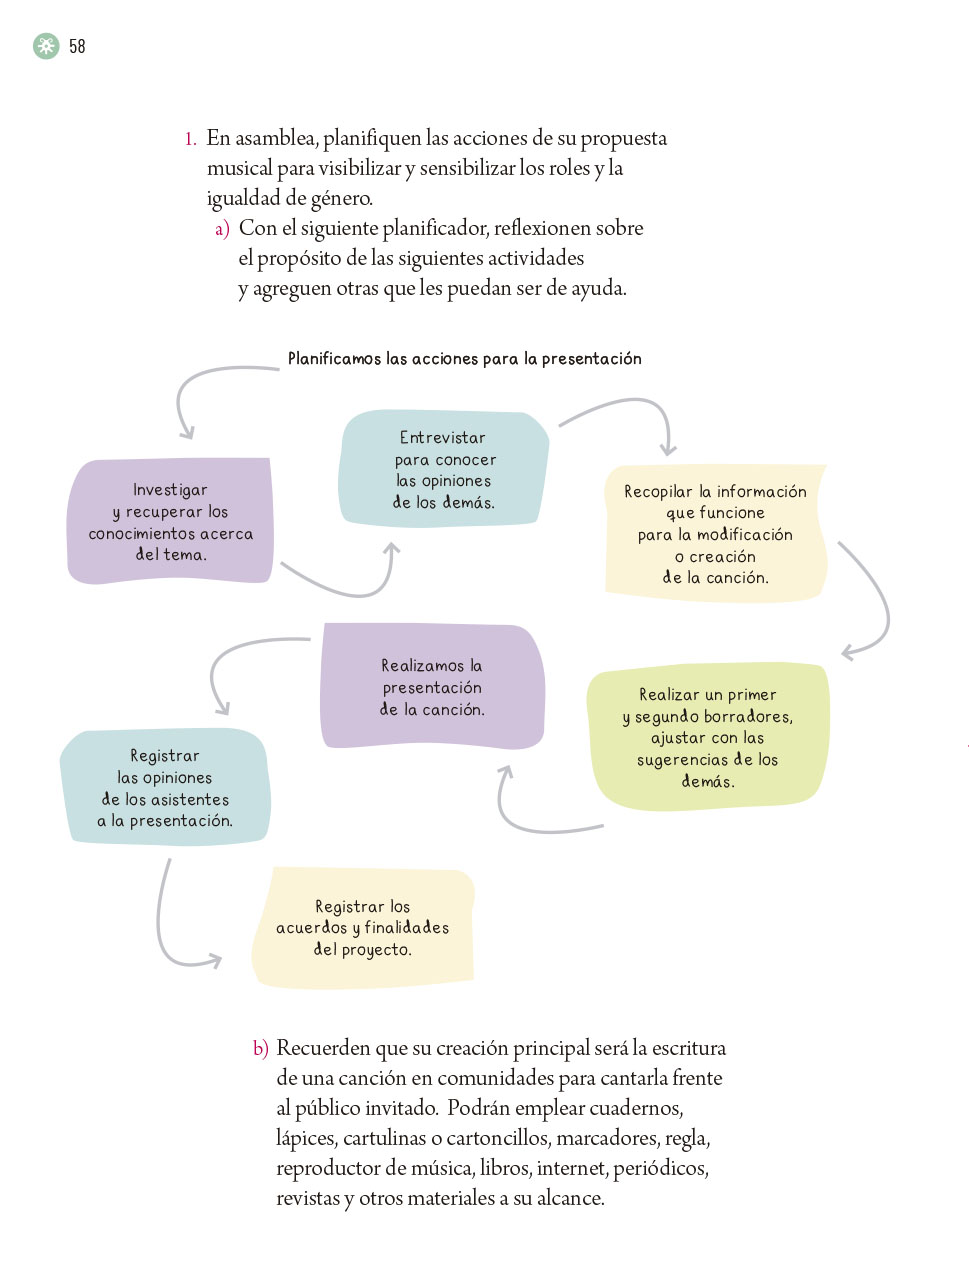 58
1. En asamblea, planifiquen las acciones de su propuesta
musical para visibilizar y sensibilizar los roles y la
igualdad de género.
a) Con el siguiente planificador, reflexionen sobre
el propósito de las siguientes actividades
y agreguen otras que les puedan ser de ayuda.
Planificamos las acciones para la presentación
Investigar
y recuperar los
conocimientos acerca
del tema.
Entrevistar
para conocer
las opiniones
de los demás.
Recopilar la información
que funcione
para la modificación
o creación
de la canción.
Realizar un primer
y segundo borradores,
ajustar con las
sugerencias de los
demás.
Realizamos la
presentación
de la canción.
Registrar
las opiniones
de los asistentes
a la presentación.
Registrar los
acuerdos y finalidades
del proyecto.
b) Recuerden que su creación principal será la escritura
de una canción en comunidades para cantarla frente
al público invitado. Podrán emplear cuadernos,
lápices, cartulinas o cartoncillos, marcadores, regla,
reproductor de música, libros, internet, periódicos,
revistas y otros materiales a su alcance.